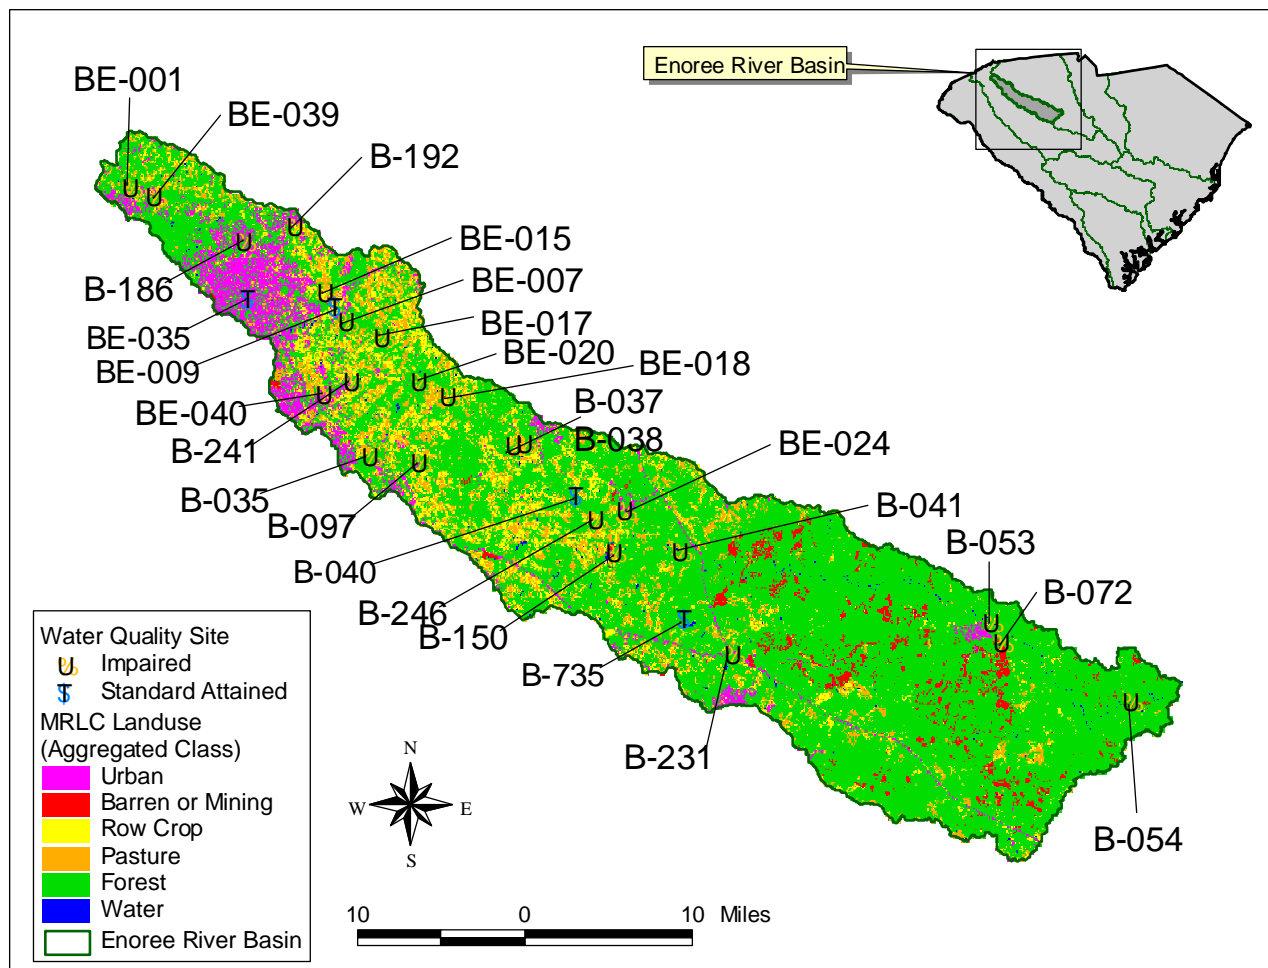 Enoree River Basin
BE-001
BE-039
B-192
BE-015
B-186
BE-007
BE-035
BE-017
BE-009
BE-020
BE-018
BE-040
B-037
B-241
B-038
BE-024
B-035
B-097
B-041
B-040
B-053
B-246
B-072
B-150
B-735
B-231
B-054
Water Quality Site
U Impaired
T Standard Attained
MRLC Landuse
(Aggregated Class)
Urban
Barren or Mining
Row Crop
Pasture
Forest
Water
Enoree River Basin
N
W E
S
10 0 10 Miles